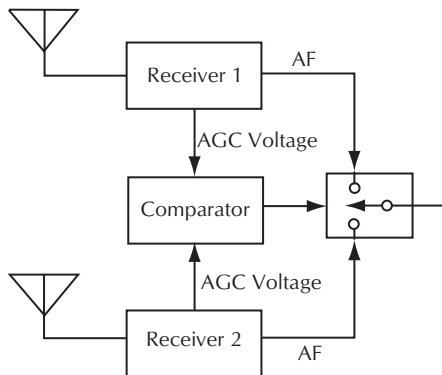 Receiver 1
AF
AGC Voltage
Comparator
AGC Voltage
Receiver 2
AF